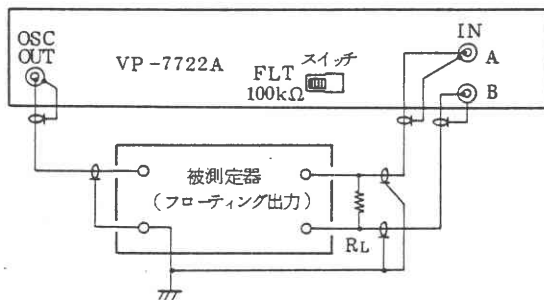 OSC
OUT
VP-7722A
スイッチ
FLT
100kΩ
IN
A
B
被測定器
(フローティング出力)
RL